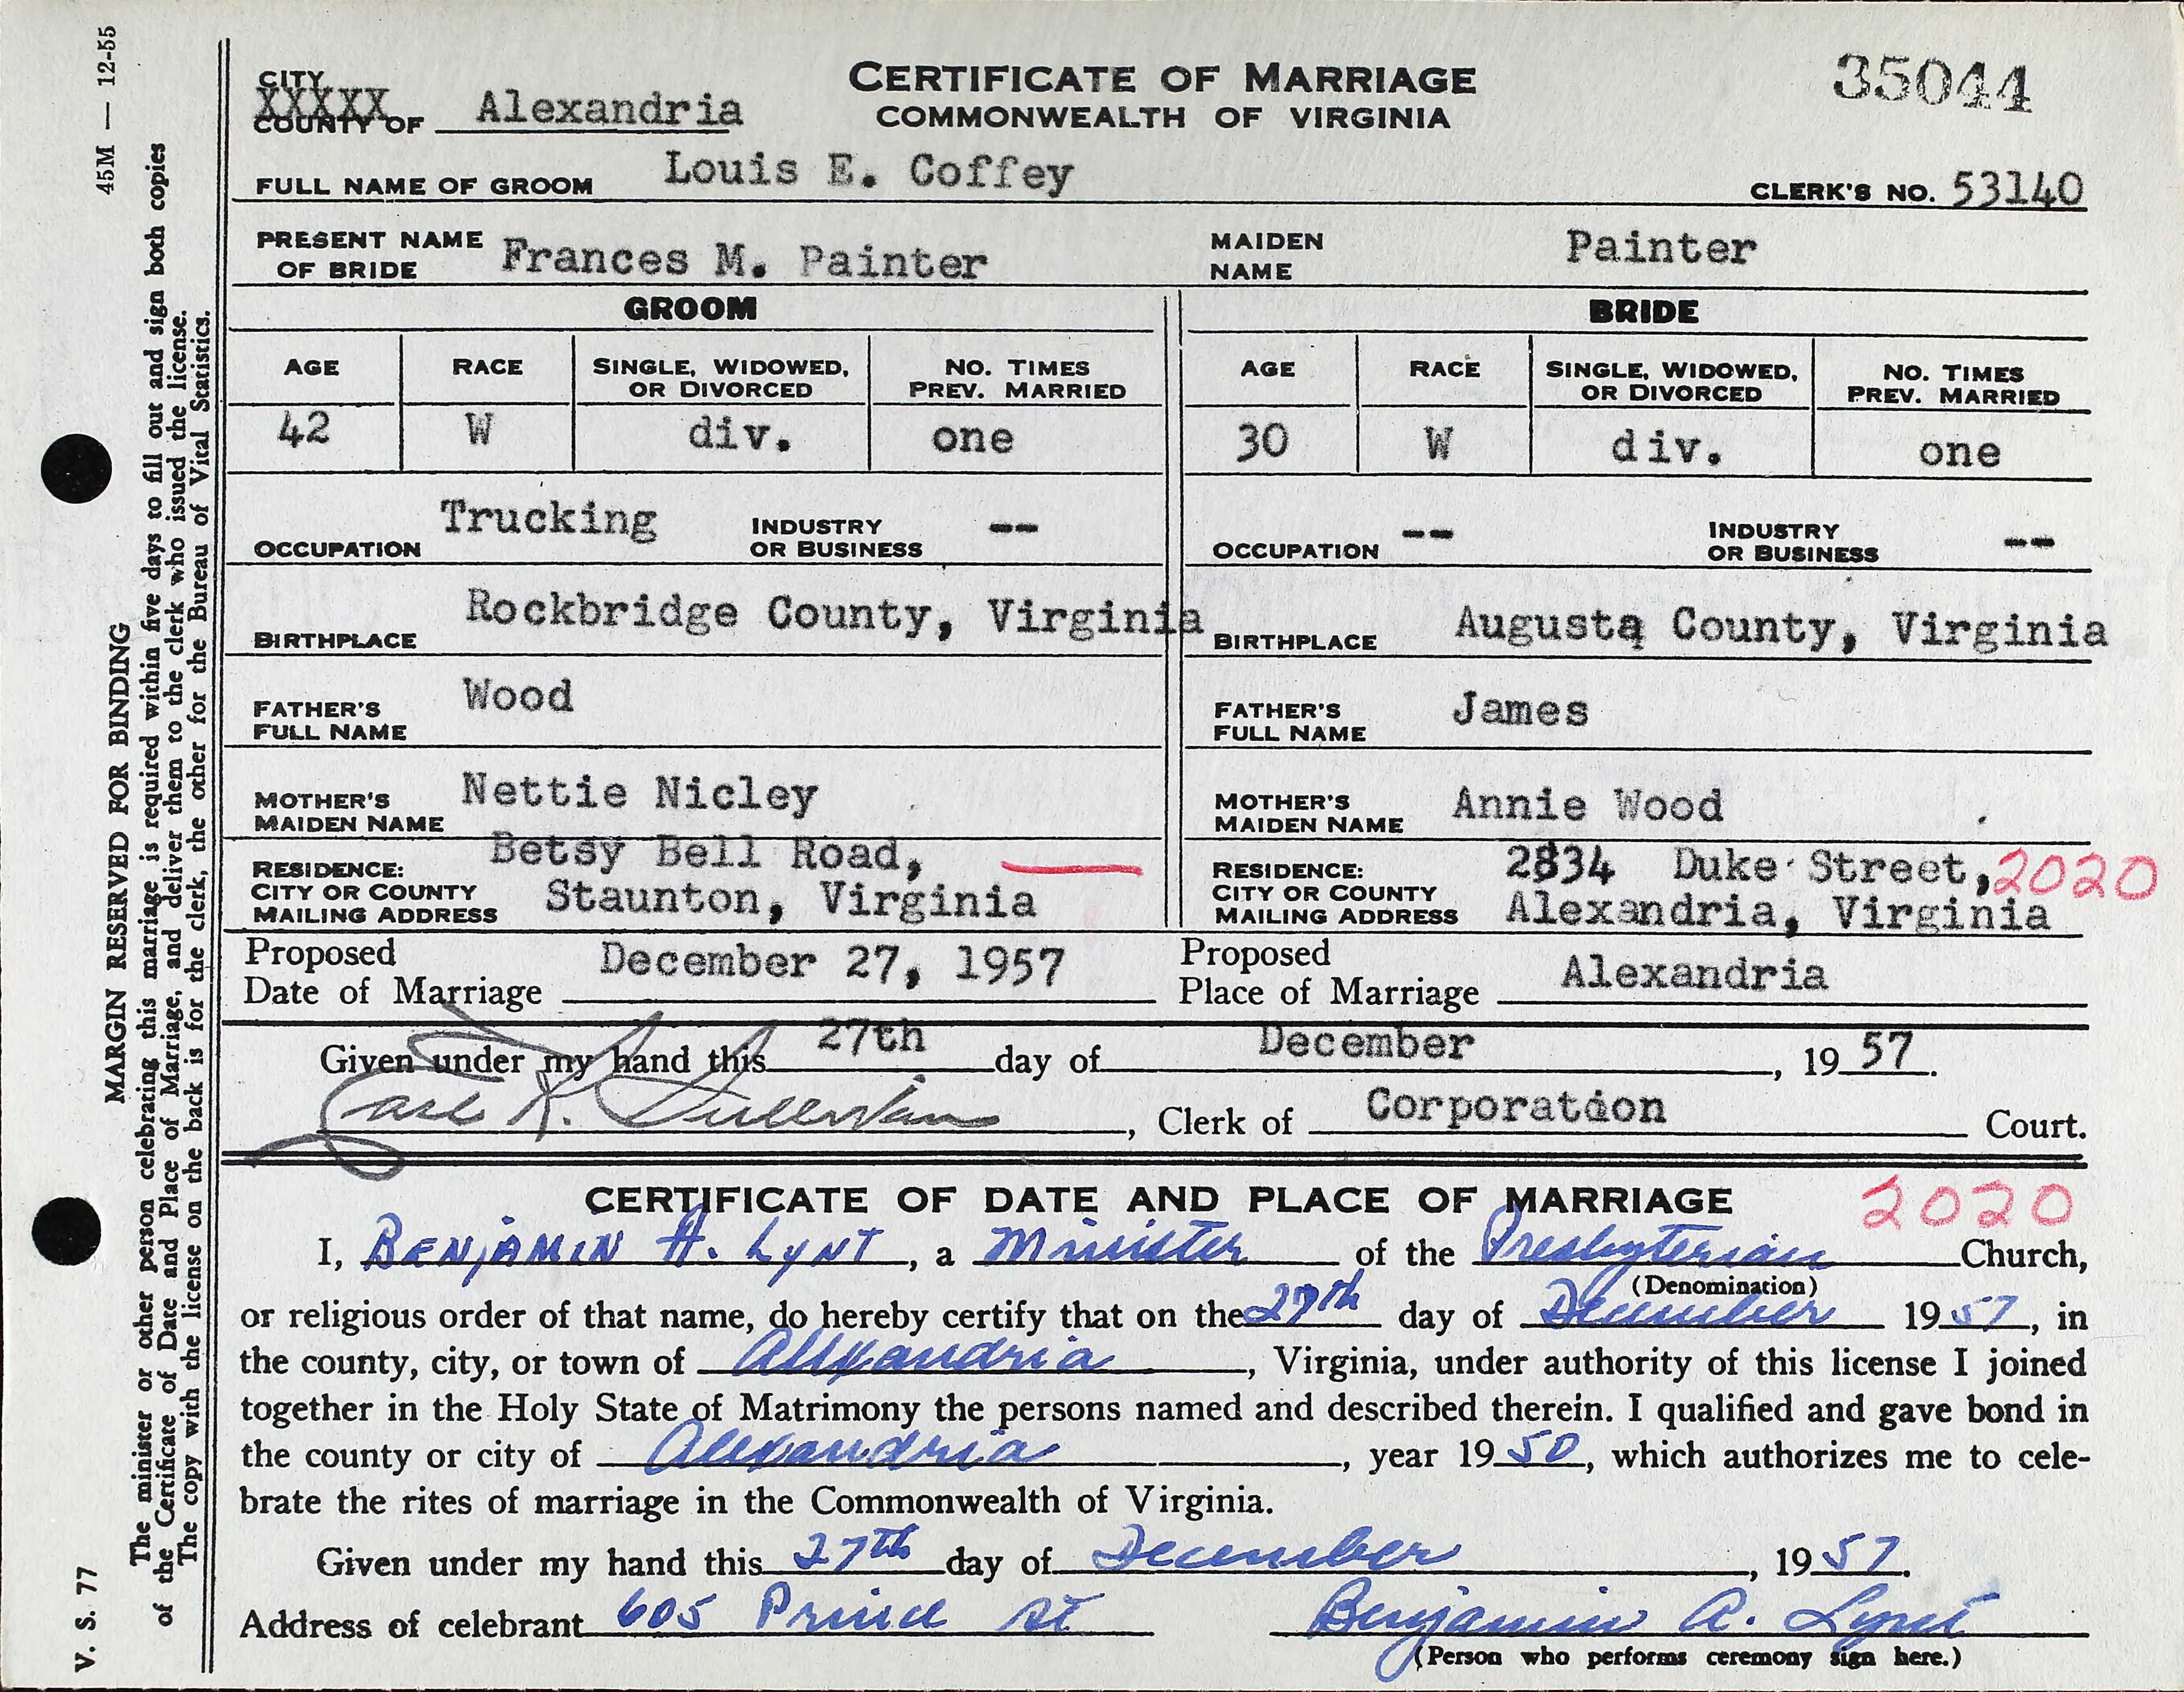 45M — 12-55
MARGIN RESERVED FOR BINDING
The minister or other person celebrating this marriage is required within five days to fill out and sign both copies
of the Certificate of Date and Place of Marriage, and deliver them to the clerk who issued the license.
The copy with the license on the back is for the clerk, the other for the Bureau of Vital Statistics.
V. S. 77
CERTIFICATE OF MARRIAGE
COMMONWEALTH OF VIRGINIA
35044
CITY
XXXXX
COUNTY OF Alexandria
FULL NAME OF GROOM Louis E. Coffey CLERK'S NO. 53140
PRESENT NAME OF BRIDE Frances M. Painter MAIDEN NAME Painter
GROOM BRIDE
AGE RACE SINGLE, WIDOWED, OR DIVORCED NO. TIMES PREV. MARRIED AGE RACE SINGLE, WIDOWED, OR DIVORCED NO. TIMES PREV. MARRIED
42 W div. one 30 W div. one
OCCUPATION Trucking INDUSTRY OR BUSINESS -- OCCUPATION -- INDUSTRY OR BUSINESS --
BIRTHPLACE Rockbridge County, Virginia BIRTHPLACE Augusta County, Virginia
FATHER'S FULL NAME Wood FATHER'S FULL NAME James
MOTHER'S MAIDEN NAME Nettie Nicley MOTHER'S MAIDEN NAME Annie Wood
RESIDENCE: CITY OR COUNTY MAILING ADDRESS Betsy Bell Road, Staunton, Virginia RESIDENCE: CITY OR COUNTY MAILING ADDRESS 2834 Duke Street, Alexandria, Virginia 2020
Proposed Date of Marriage December 27, 1957 Proposed Place of Marriage Alexandria
Given under my hand this 27th day of December, 19 57.
K. Sullivan, Clerk of Corporation Court.
CERTIFICATE OF DATE AND PLACE OF MARRIAGE 2020
I, BENJAMIN A. LYNT, a Minister of the Presbyterian Church,
(Denomination)
or religious order of that name, do hereby certify that on the 27th day of December 1957, in
the county, city, or town of Alexandria, Virginia, under authority of this license I joined
together in the Holy State of Matrimony the persons named and described therein. I qualified and gave bond in
the county or city of Alexandria, year 1950, which authorizes me to cele-
brate the rites of marriage in the Commonwealth of Virginia.
Given under my hand this 27th day of December, 19 57.
Address of celebrant 605 Prince St Benjamin A. Lynt
(Person who performs ceremony sign here.)